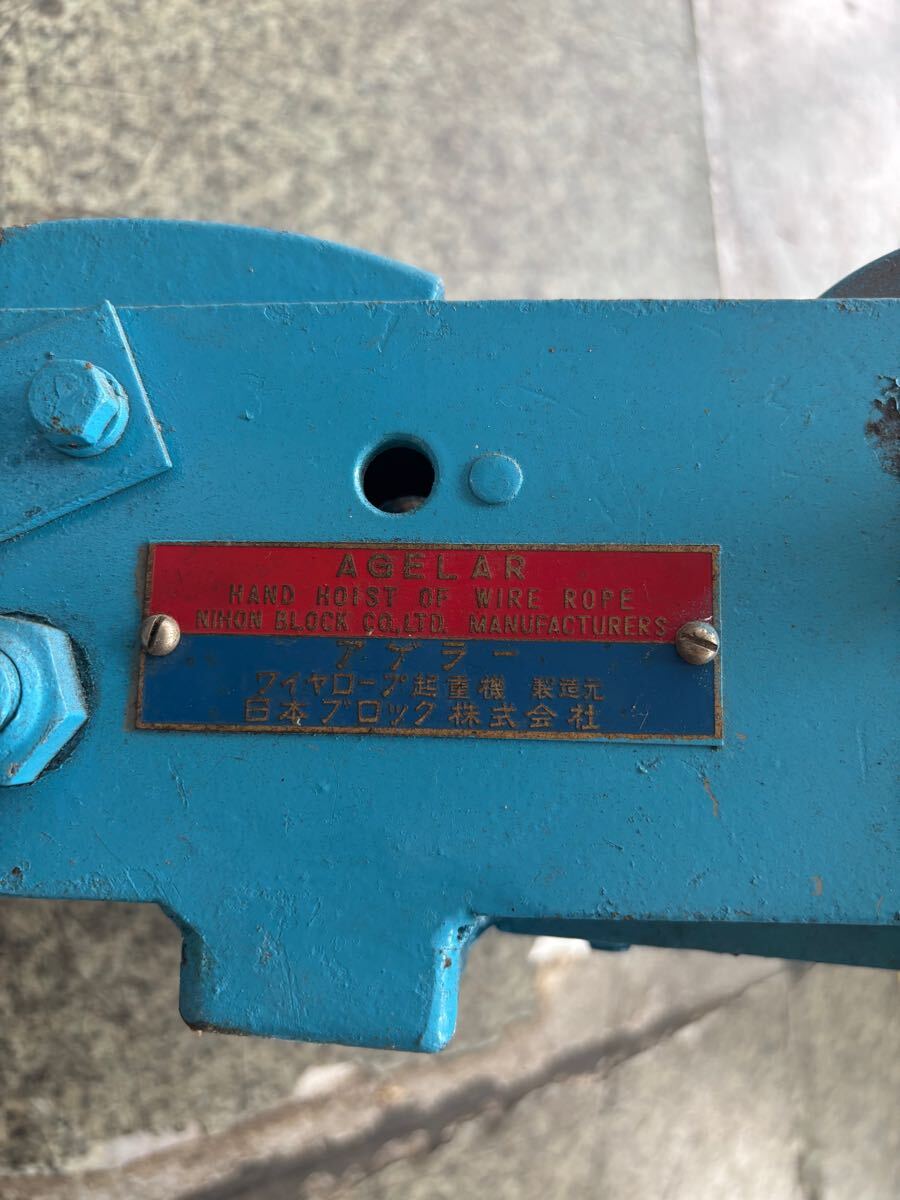 AGELAR
HAND HOIST OF WIRE ROPE
NIHON BLOCK CO.,LTD. MANUFACTURERS
アゲラー
ワイヤロープ起重機 製造元
日本ブロック株式会社